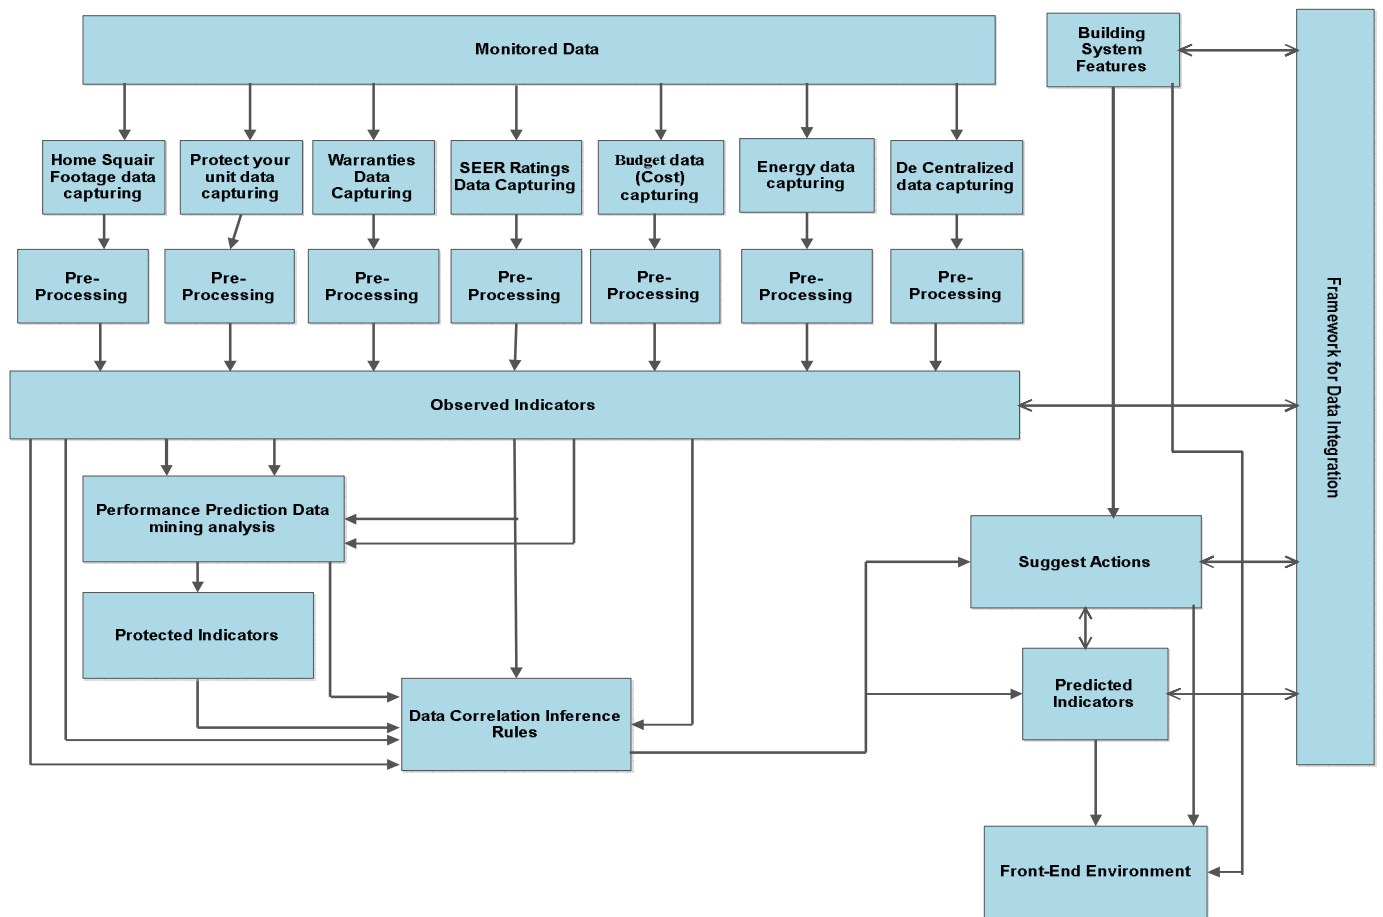 Monitored Data
Building
System
Features
Home Squair
Footage data
capturing
Protect your
unit data
capturing
Warranties
Data
Capturing
SEER Ratings
Data Capturing
Budget data
(Cost)
capturing
Energy data
capturing
De Centralized
data capturing
Pre-
Processing
Pre-
Processing
Pre-
Processing
Pre-
Processing
Pre-
Processing
Pre-
Processing
Pre-
Processing
Framework for Data Integration
Observed Indicators
Performance Prediction Data
mining analysis
Suggest Actions
Protected Indicators
Predicted
Indicators
Data Correlation Inference
Rules
Front-End Environment